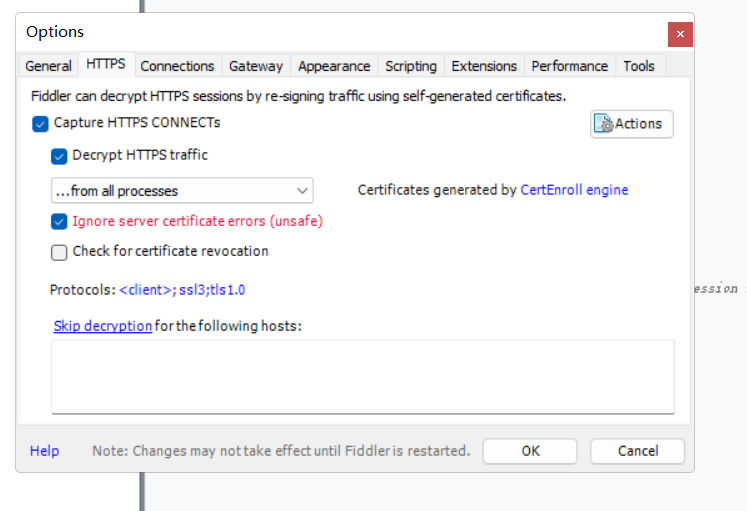 Options
General HTTPS Connections Gateway Appearance Scripting Extensions Performance Tools
Fiddler can decrypt HTTPS sessions by re-signing traffic using self-generated certificates.
Capture HTTPS CONNECTs
Actions
Decrypt HTTPS traffic
...from all processes
Certificates generated by CertEnroll engine
Ignore server certificate errors (unsafe)
Check for certificate revocation
Protocols: <client>;ssl3;tls1.0
ession
Skip decryption for the following hosts:
Help Note: Changes may not take effect until Fiddler is restarted. OK Cancel